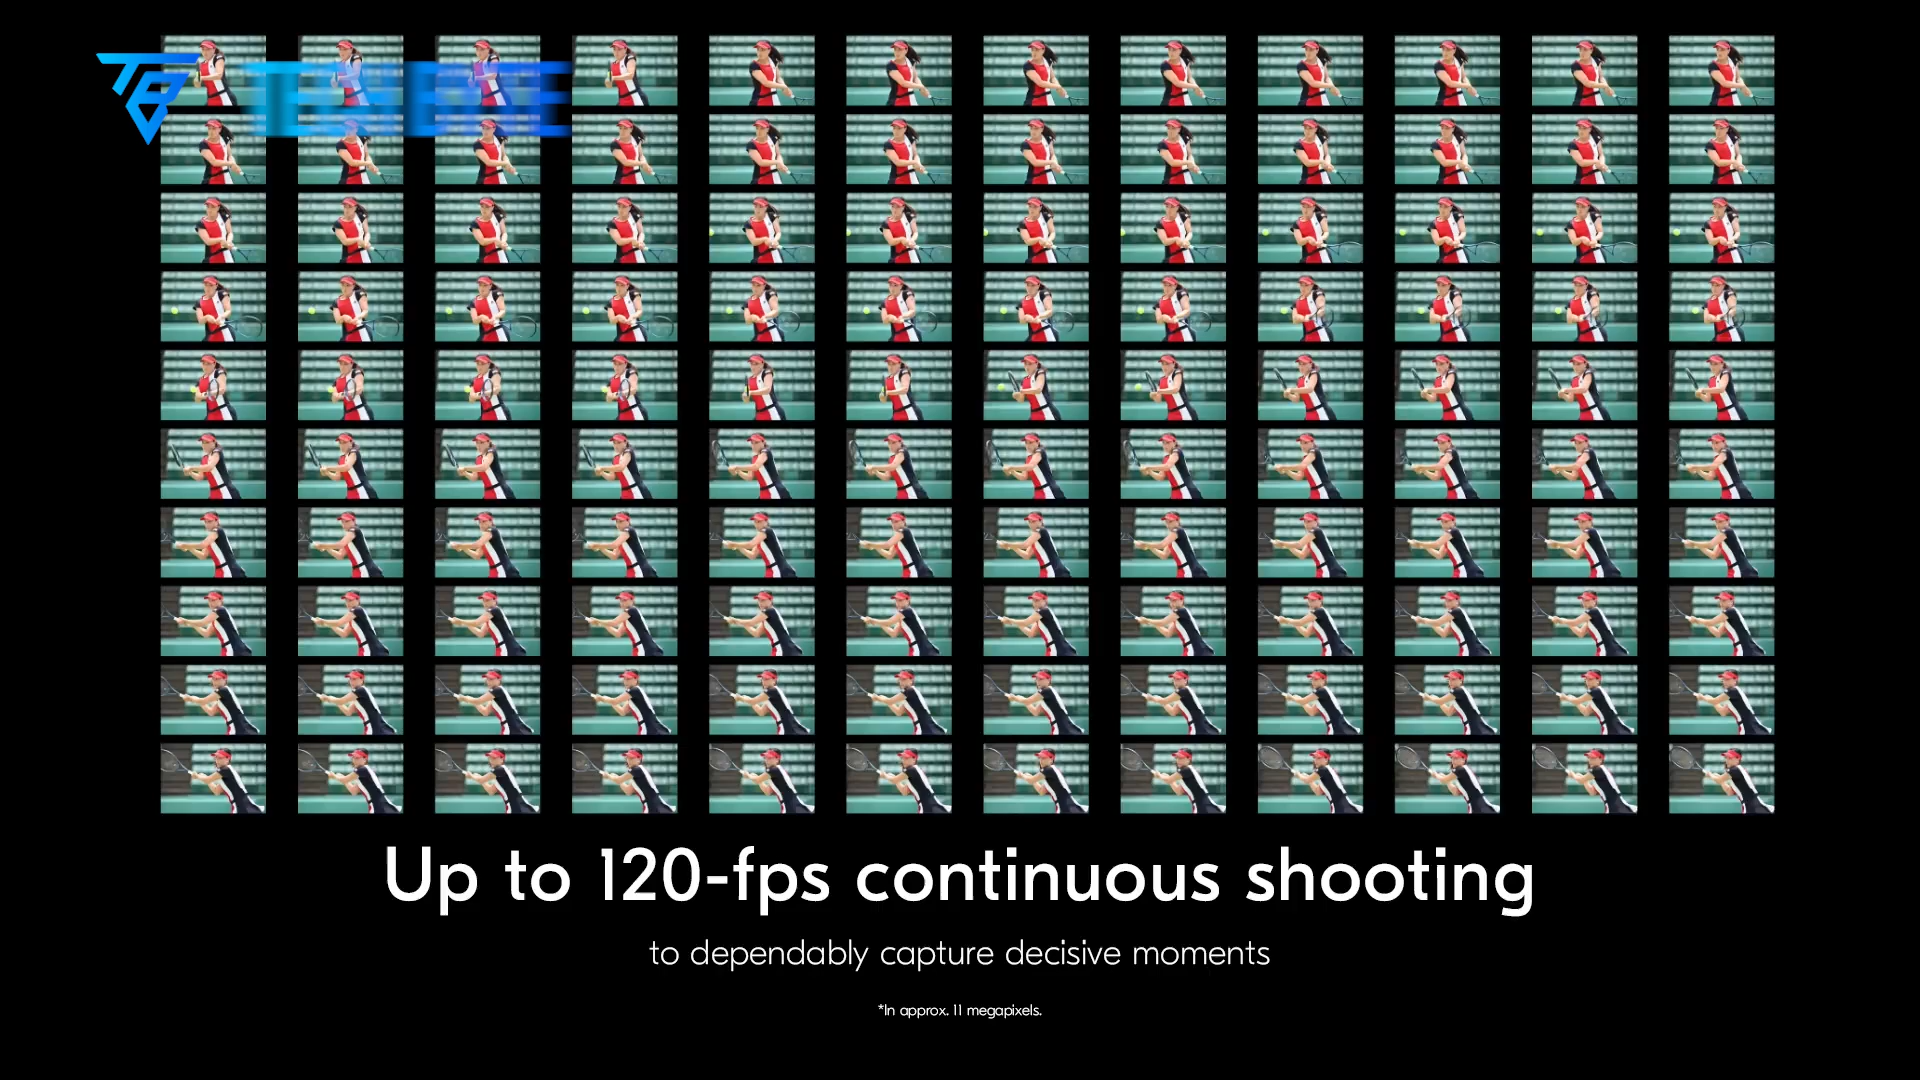 Up to 120-fps continuous shooting
to dependably capture decisive moments
*In approx. 11 megapixels.